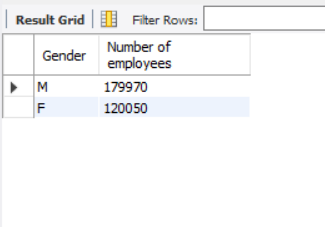 Result Grid Filter Rows:
Gender Number of
employees
M 179970
F 120050